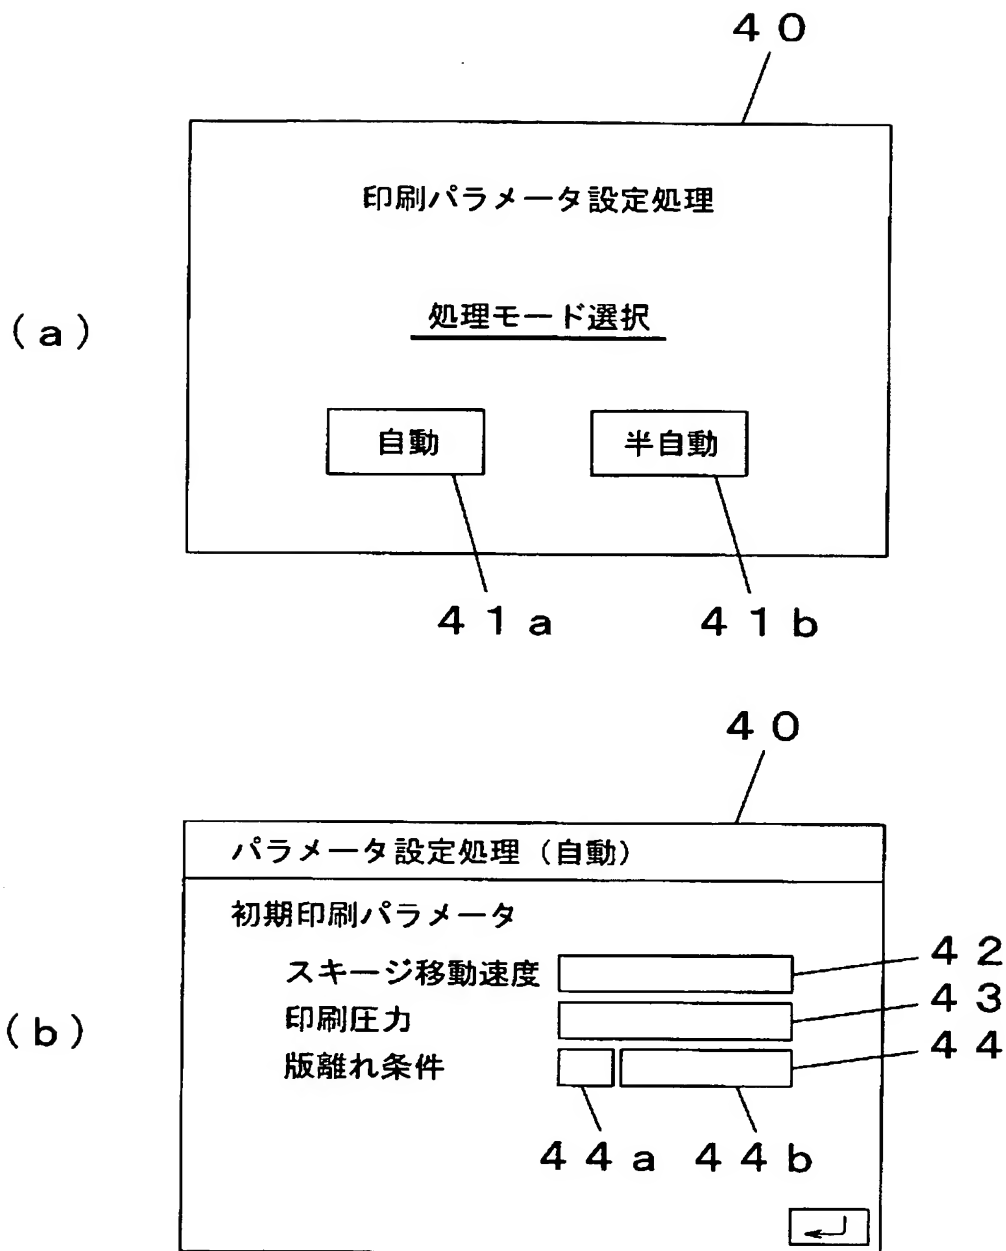 ４０
印刷パラメータ設定処理
(a)
処理モード選択
自動 半自動
４１a ４１b
４０
パラメータ設定処理（自動）
初期印刷パラメータ
スキージ移動速度 ４２
印刷圧力 ４３
(b)
版離れ条件 ４４
４４a ４４b